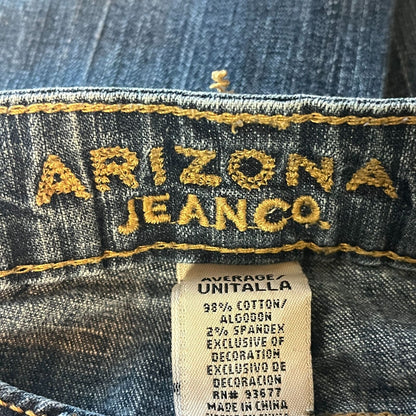 ARIZONA
JEAN CO.
AVERAGE/
UNITALLA
98% COTTON/
ALGODON
2% SPANDEX
EXCLUSIVE OF
DECORATION
EXCLUSIVO DE
DECORACION
RN# 93677
MADE IN CHINA